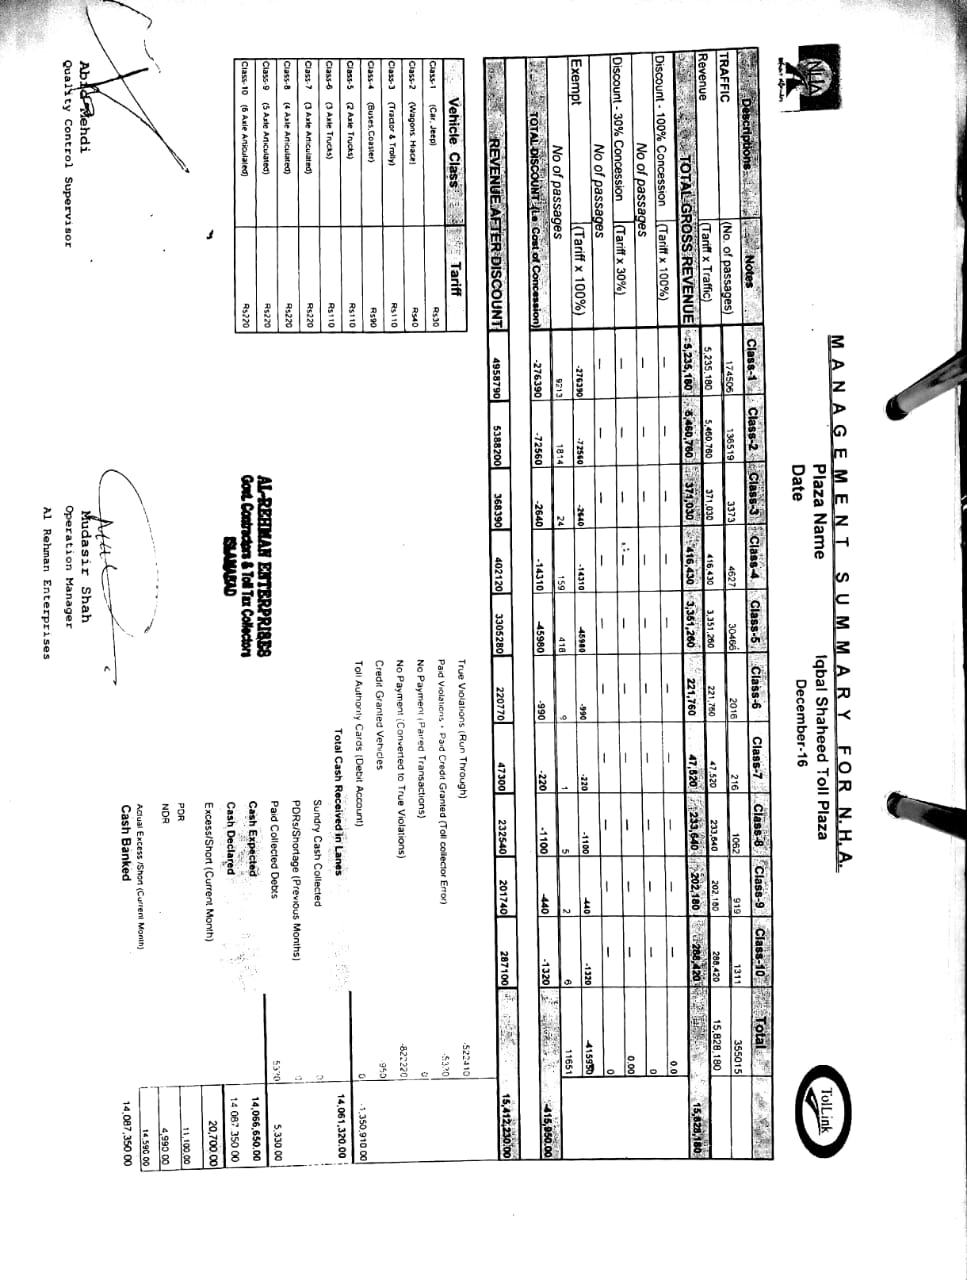 NHA
MANAGEMENT SUMMARY FOR N.H.A.
TolLink
Plaza Name Iqbal Shaheed Toll Plaza
Date December-16
Descriptions Notes Class-1 Class-2 Class-3 Class-4 Class-5 Class-6 Class-7 Class-8 Class-9 Class-10 Total
TRAFFIC (No. of passages) 174506 136519 3373 4627 30466 2016 216 1062 919 1311 355015
Revenue (Tariff x Traffic) 5,235,180 5,460,760 371,030 416,430 3,351,260 221,760 47,520 233,640 202,180 288,420 15,828,180
TOTAL GROSS REVENUE 5,235,180 5,460,760 371,030 416,430 3,351,260 221,760 47,520 233,640 202,180 288,420 15,828,180
Discount - 100% Concession (Tariff x 100%) — — — — — — — — — — 0.0
No of passages — — — — — — — — — — 0
Discount - 30% Concession (Tariff x 30%) — — — — — — — — — — 0.00
No of passages — — — — — — — — — — 0
Exempt (Tariff x 100%) -276390 -72560 -2640 -14310 -45980 -990 -220 -1100 -440 -1320 -415950
No of passages 9213 1814 24 159 418 9 1 5 2 6 11651
TOTAL DISCOUNT (i.e. Cost of Concession) -276390 -72560 -2640 -14310 -45980 -990 -220 -1100 -440 -1320 -415,950.00
REVENUE AFTER DISCOUNT 4958790 5388200 368390 402120 3305280 220770 47300 232540 201740 287100 15,412,230.00
Vehicle Class Tariff
Class-1 (Car, Jeep) Rs30
Class-2 (Wagons, Hiace) Rs40
Class-3 (Tractor & Trolly) Rs110
Class-4 (Buses,Coaster) Rs90
Class-5 (2 Axle Trucks) Rs110
Class-6 (3 Axle Trucks) Rs110
Class-7 (3 Axle Articulated) Rs220
Class-8 (4 Axle Articulated) Rs220
Class-9 (5 Axle Articulated) Rs220
Class-10 (6 Axle Articulated) Rs220
True Violations (Run Through) -522410
Paid Violations + Paid Credit Granted (Toll collector Error) -5330
No Payment (Paired Transactions) 0
No Payment (Converted to True Violations) -822220
Credit Granted Vehicles -950
Toll Authority Cards (Debit Account) 0 -1,350,910.00
Total Cash Received in Lanes 14,061,320.00
Sundry Cash Collected 0
PDRs/Shortage (Previous Months) 0
Paid Collected Debts 5330 5,330.00
Cash Expected 14,066,650.00
Cash Declared 14,087,350.00
Excess/Short (Current Month) 20,700.00
PDR 11,100.00
NDR 4,990.00
Actual Excess /Short (Current Month) 14,590.00
Cash Banked 14,087,350.00
AL-REHMAN ENTERPRISES
Govt. Contractors & Toll Tax Collectors
ISLAMABAD
Abid Mehdi
Quality Control Supervisor
Mudasir Shah
Operation Manager
Al Rehman Enterprises